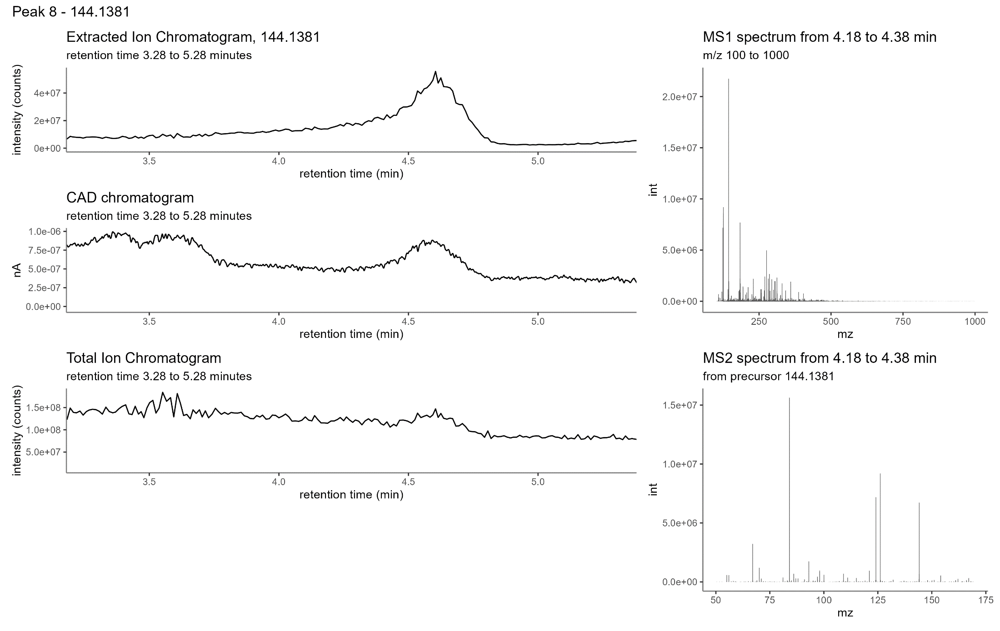 Peak 8 - 144.1381
Extracted Ion Chromatogram, 144.1381
retention time 3.28 to 5.28 minutes
intensity (counts)
4e+07
2e+07
0e+00
3.5 4.0 4.5 5.0
retention time (min)
CAD chromatogram
retention time 3.28 to 5.28 minutes
nA
1.0e-06
7.5e-07
5.0e-07
2.5e-07
0.0e+00
3.5 4.0 4.5 5.0
retention time (min)
Total Ion Chromatogram
retention time 3.28 to 5.28 minutes
intensity (counts)
1.5e+08
1.0e+08
5.0e+07
3.5 4.0 4.5 5.0
retention time (min)
MS1 spectrum from 4.18 to 4.38 min
m/z 100 to 1000
int
2.0e+07
1.5e+07
1.0e+07
5.0e+06
0.0e+00
250 500 750 1000
mz
MS2 spectrum from 4.18 to 4.38 min
from precursor 144.1381
int
1.5e+07
1.0e+07
5.0e+06
0.0e+00
50 75 100 125 150 175
mz